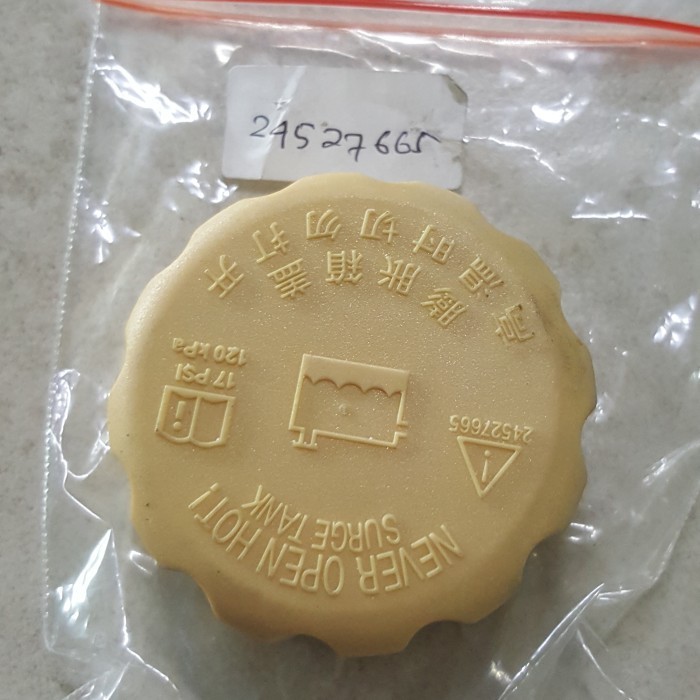 24527665
NEVER OPEN HOT!
SURGE TANK
24527665
17 PSI
120 kPa
膨胀箱盖
高温时切勿打开